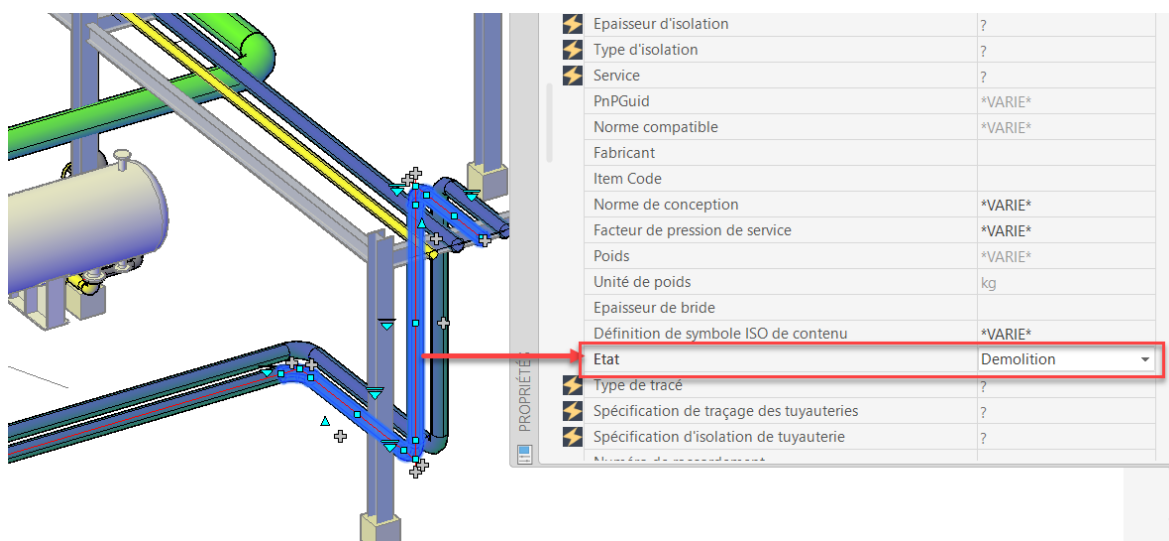 Epaisseur d'isolation ?
Type d'isolation ?
Service ?
PnPGuid *VARIE*
Norme compatible *VARIE*
Fabricant
Item Code
Norme de conception *VARIE*
Facteur de pression de service *VARIE*
Poids *VARIE*
Unité de poids kg
Epaisseur de bride
Définition de symbole ISO de contenu *VARIE*
Etat Demolition
Type de tracé ?
Spécification de traçage des tuyauteries ?
Spécification d'isolation de tuyauterie ?
PROPRIÉTÉS